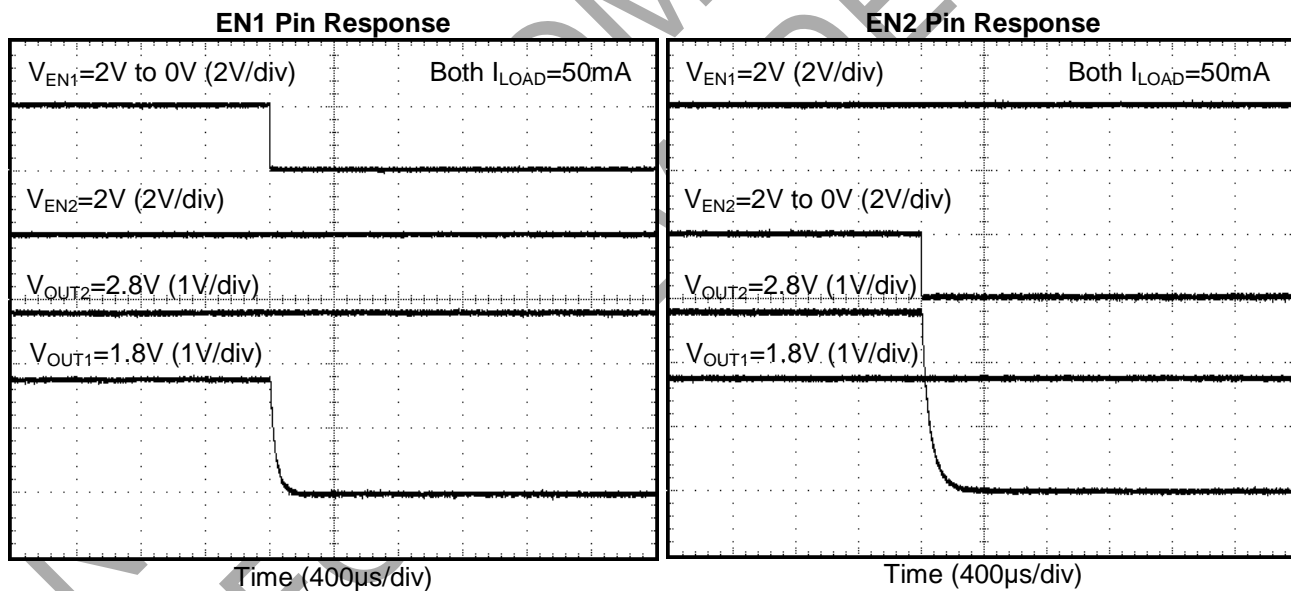 EN1 Pin Response
V_EN1=2V to 0V (2V/div) Both I_LOAD=50mA
V_EN2=2V (2V/div)
V_OUT2=2.8V (1V/div)
V_OUT1=1.8V (1V/div)
Time (400µs/div)
EN2 Pin Response
V_EN1=2V (2V/div) Both I_LOAD=50mA
V_EN2=2V to 0V (2V/div)
V_OUT2=2.8V (1V/div)
V_OUT1=1.8V (1V/div)
Time (400µs/div)